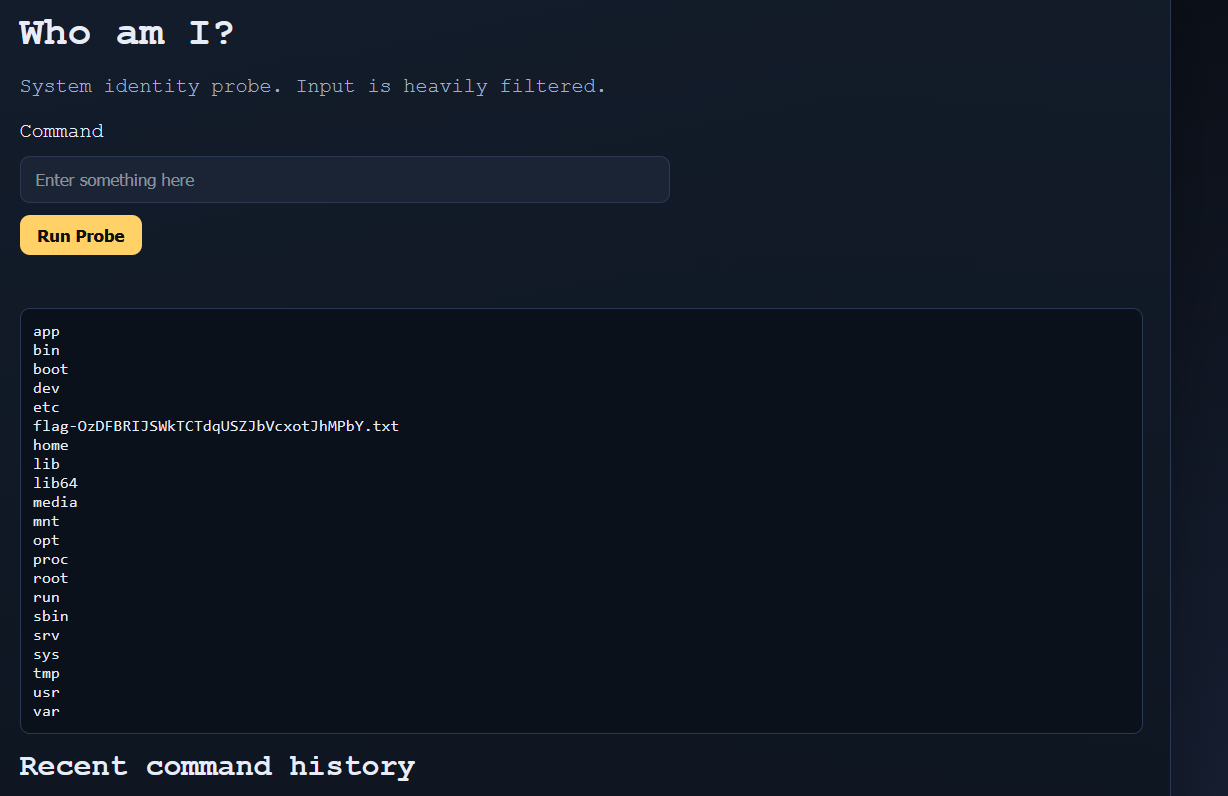 Who am I?
System identity probe. Input is heavily filtered.
Command
Enter something here
Run Probe
app
bin
boot
dev
etc
flag-OzDFBRIJSWkTCTdqUSZJbVcxotJhMPbY.txt
home
lib
lib64
media
mnt
opt
proc
root
run
sbin
srv
sys
tmp
usr
var
Recent command history